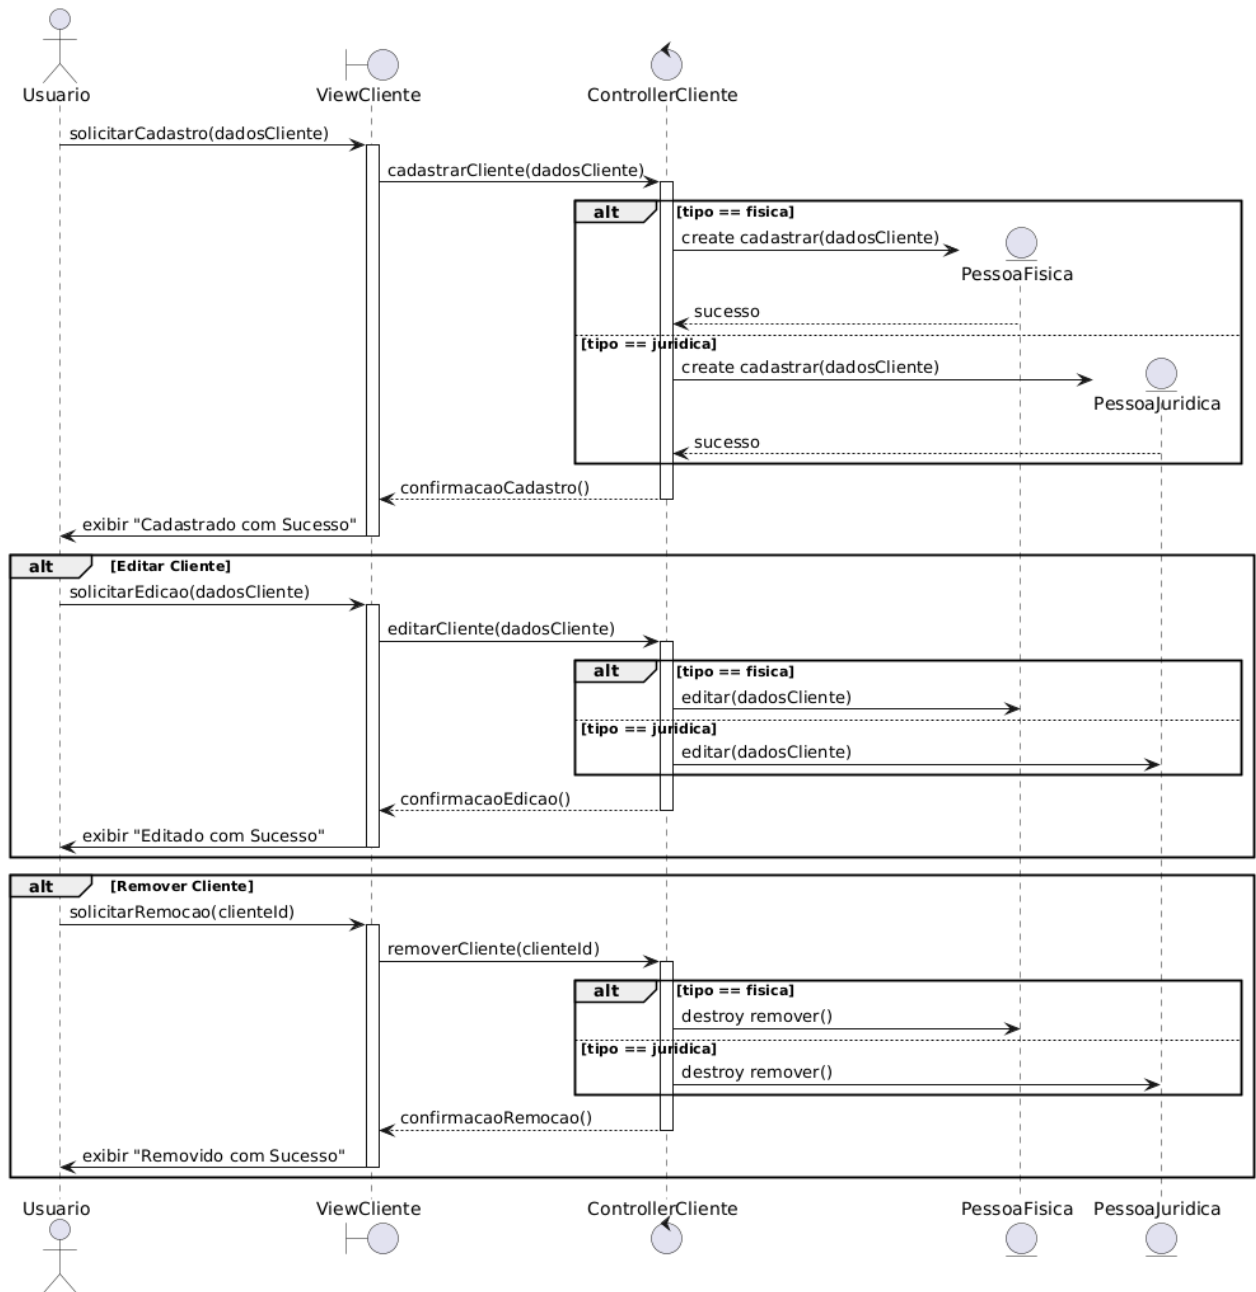 Usuario
ViewCliente
ControllerCliente
solicitarCadastro(dadosCliente)
cadastrarCliente(dadosCliente)
alt [tipo == fisica]
create cadastrar(dadosCliente)
PessoaFisica
sucesso
[tipo == juridica]
create cadastrar(dadosCliente)
PessoaJuridica
sucesso
confirmacaoCadastro()
exibir "Cadastrado com Sucesso"
alt [Editar Cliente]
solicitarEdicao(dadosCliente)
editarCliente(dadosCliente)
alt [tipo == fisica]
editar(dadosCliente)
[tipo == juridica]
editar(dadosCliente)
confirmacaoEdicao()
exibir "Editado com Sucesso"
alt [Remover Cliente]
solicitarRemocao(clienteId)
removerCliente(clienteId)
alt [tipo == fisica]
destroy remover()
[tipo == juridica]
destroy remover()
confirmacaoRemocao()
exibir "Removido com Sucesso"
Usuario
ViewCliente
ControllerCliente
PessoaFisica
PessoaJuridica